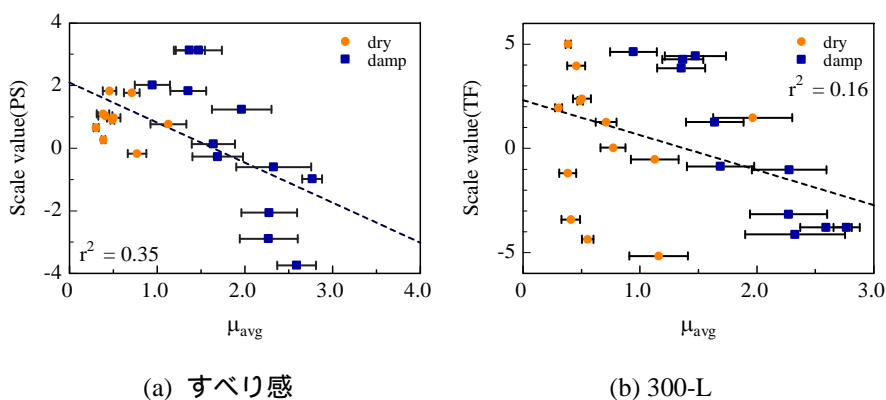 4
2
0
-2
-4
Scale value(PS)
dry
damp
r² = 0.35
0 1.0 2.0 3.0 4.0
μavg
(a) すべり感
5
0
-5
Scale value(TF)
dry
damp
r² = 0.16
0 1.0 2.0 3.0
μavg
(b) 300-L